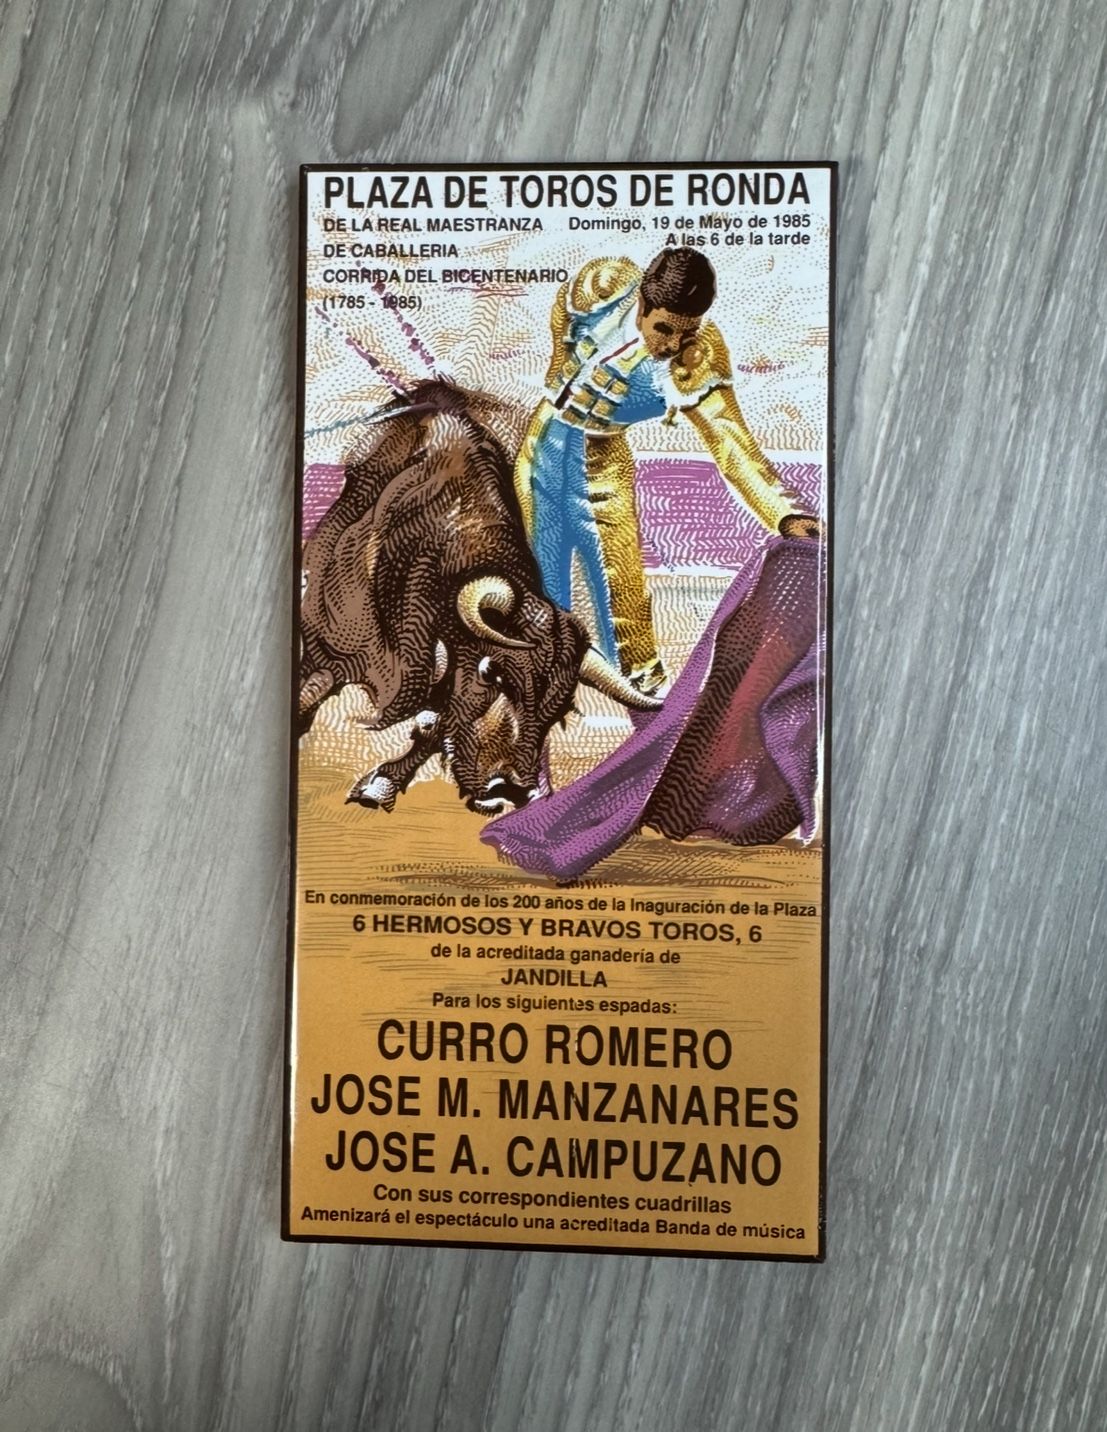 PLAZA DE TOROS DE RONDA
DE LA REAL MAESTRANZA
DE CABALLERIA
CORRIDA DEL BICENTENARIO
(1785 - 1985)
Domingo, 19 de Mayo de 1985
A las 6 de la tarde
En conmemoración de los 200 años de la Inaguración de la Plaza
6 HERMOSOS Y BRAVOS TOROS, 6
de la acreditada ganadería de
JANDILLA
Para los siguientes espadas:
CURRO ROMERO
JOSE M. MANZANARES
JOSE A. CAMPUZANO
Con sus correspondientes cuadrillas
Amenizará el espectáculo una acreditada Banda de música